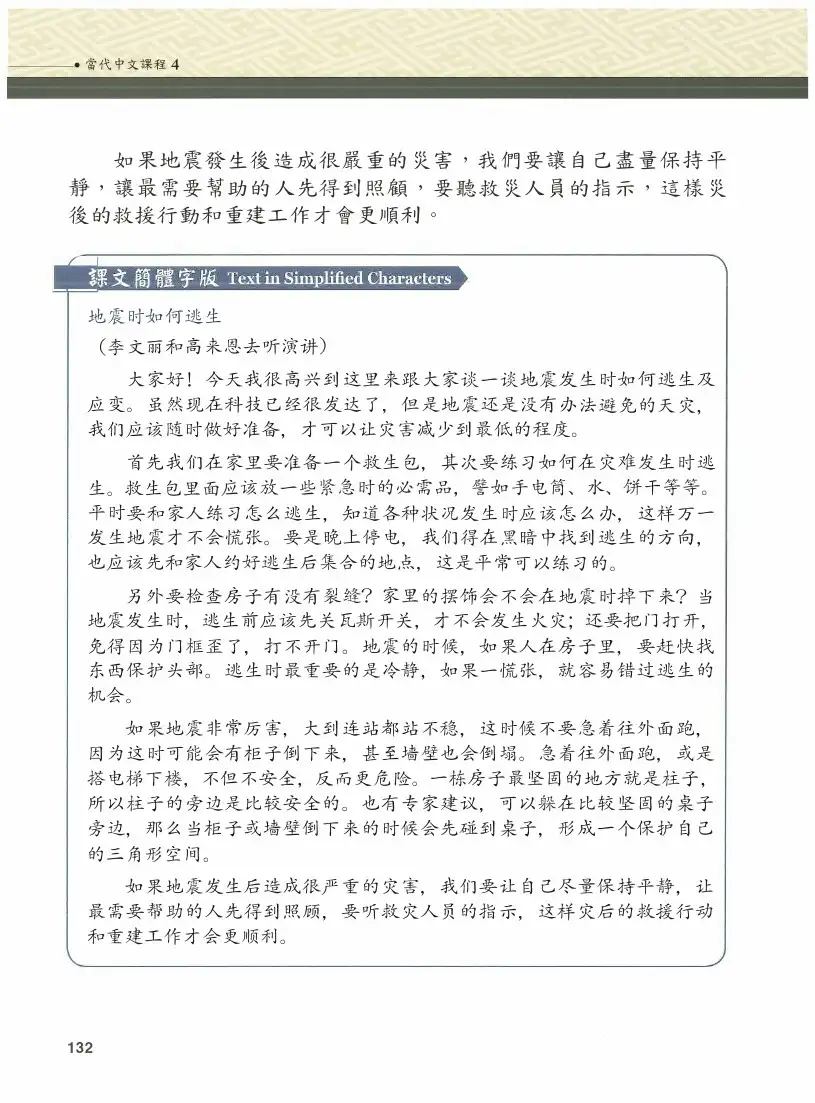 當代中文課程 4
如果地震發生後造成很嚴重的災害，我們要讓自己盡量保持平
靜，讓最需要幫助的人先得到照顧，要聽救災人員的指示，這樣災
後的救援行動和重建工作才會更順利。
課文簡體字版 Text in Simplified Characters
地震时如何逃生
（李文丽和高来恩去听演讲）
大家好！今天我很高兴到这里来跟大家谈一谈地震发生时如何逃生及
应变。虽然现在科技已经很发达了，但是地震还是没有办法避免的天灾，
我们应该随时做好准备，才可以让灾害减少到最低的程度。
首先我们在家里要准备一个救生包，其次要练习如何在灾难发生时逃
生。救生包里面应该放一些紧急时的必需品，譬如手电筒、水、饼干等等。
平时要和家人练习怎么逃生，知道各种状况发生时应该怎么办，这样万一
发生地震才不会慌张。要是晚上停电，我们得在黑暗中找到逃生的方向，
也应该先和家人约好逃生后集合的地点，这是平常可以练习的。
另外要检查房子有没有裂缝？家里的摆饰会不会在地震时掉下来？当
地震发生时，逃生前应该先关瓦斯开关，才不会发生火灾；还要把门打开，
免得因为门框歪了，打不开门。地震的时候，如果人在房子里，要赶快找
东西保护头部。逃生时最重要的是冷静，如果一慌张，就容易错过逃生的
机会。
如果地震非常厉害，大到连站都站不稳，这时候不要急着往外面跑，
因为这时可能会有柜子倒下来，甚至墙壁也会倒塌。急着往外面跑，或是
搭电梯下楼，不但不安全，反而更危险。一栋房子最坚固的地方就是柱子，
所以柱子的旁边是比较安全的。也有专家建议，可以躲在比较坚固的桌子
旁边，那么当柜子或墙壁倒下来的时候会先碰到桌子，形成一个保护自己
的三角形空间。
如果地震发生后造成很严重的灾害，我们要让自己尽量保持平静，让
最需要帮助的人先得到照顾，要听救灾人员的指示，这样灾后的救援行动
和重建工作才会更顺利。
132